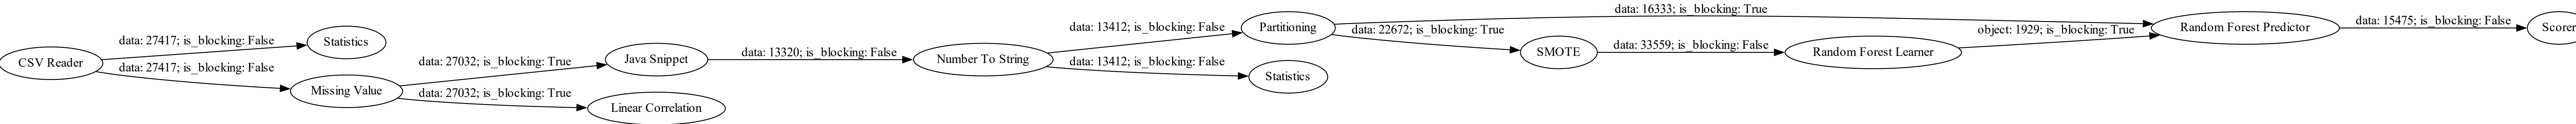 CSV Reader
data: 27417; is_blocking: False
Statistics
data: 27417; is_blocking: False
Missing Value
data: 27032; is_blocking: True
Java Snippet
data: 27032; is_blocking: True
Linear Correlation
data: 13320; is_blocking: False
Number To String
data: 13412; is_blocking: False
Partitioning
data: 13412; is_blocking: False
Statistics
data: 16333; is_blocking: True
data: 22672; is_blocking: True
SMOTE
data: 33559; is_blocking: False
Random Forest Learner
object: 1929; is_blocking: True
Random Forest Predictor
data: 15475; is_blocking: False
Scorer